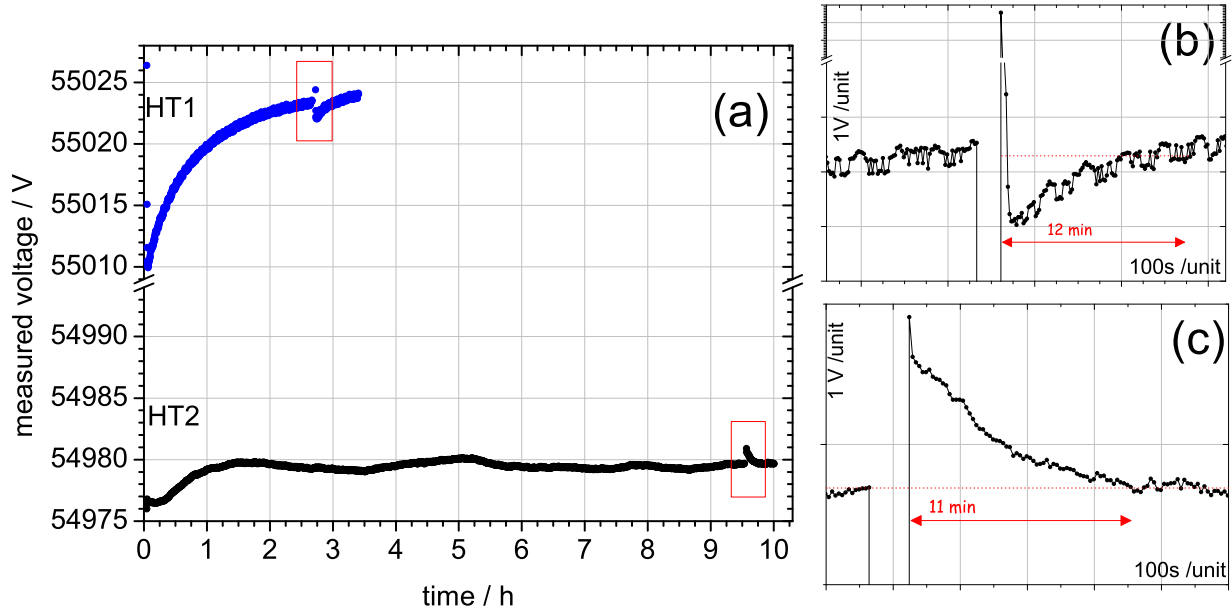 (a)
HT1
HT2
measured voltage / V
55025
55020
55015
55010
54990
54985
54980
54975
0 1 2 3 4 5 6 7 8 9 10
time / h
(b)
1V /unit
12 min
100s /unit
(c)
1 V /unit
11 min
100s /unit